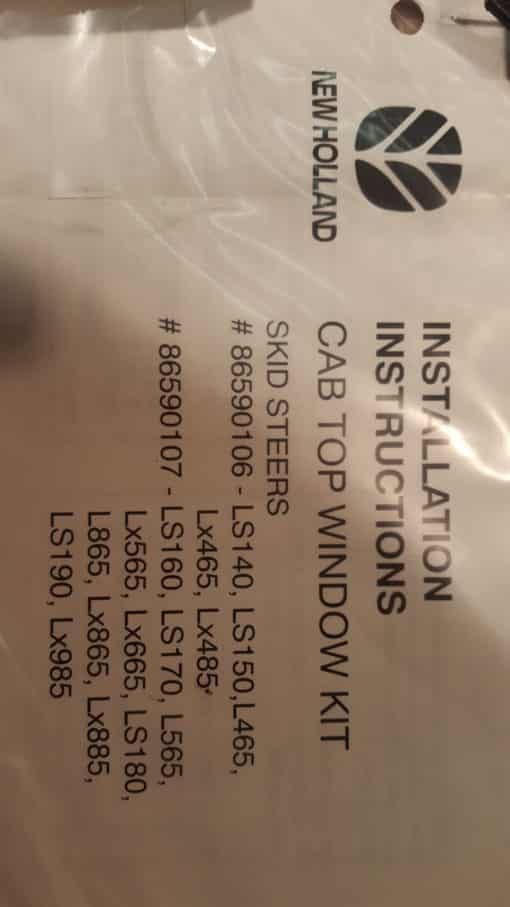 NEW HOLLAND
INSTALLATION
INSTRUCTIONS
CAB TOP WINDOW KIT
SKID STEERS
# 86590106 - LS140, LS150,L465,
Lx465, Lx485
# 86590107 - LS160, LS170, L565,
Lx565, Lx665, LS180,
L865, Lx865, Lx885,
LS190, Lx985